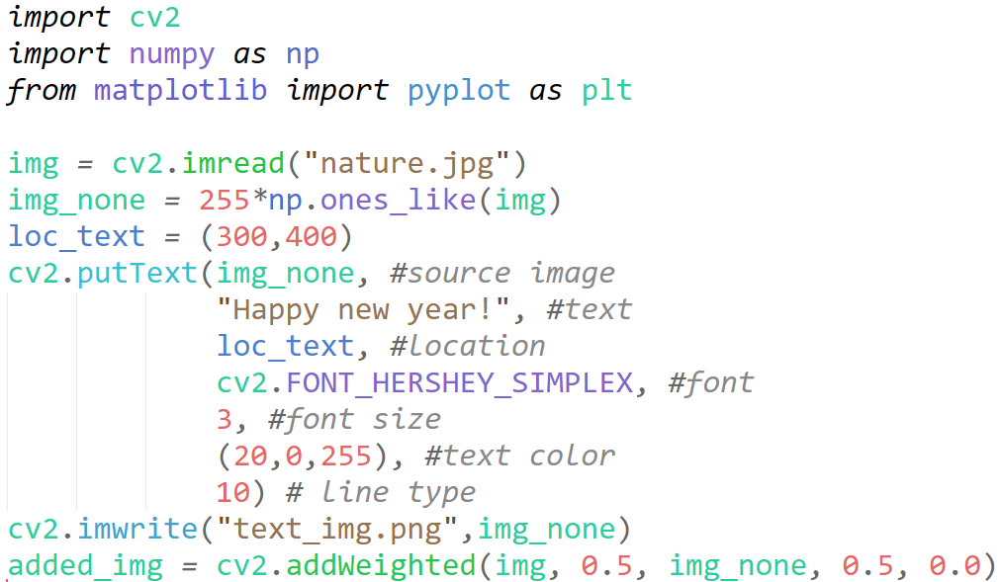 import cv2
import numpy as np
from matplotlib import pyplot as plt
img = cv2.imread("nature.jpg")
img_none = 255*np.ones_like(img)
loc_text = (300,400)
cv2.putText(img_none, #source image
"Happy new year!", #text
loc_text, #location
cv2.FONT_HERSHEY_SIMPLEX, #font
3, #font size
(20,0,255), #text color
10) # line type
cv2.imwrite("text_img.png",img_none)
added_img = cv2.addWeighted(img, 0.5, img_none, 0.5, 0.0)